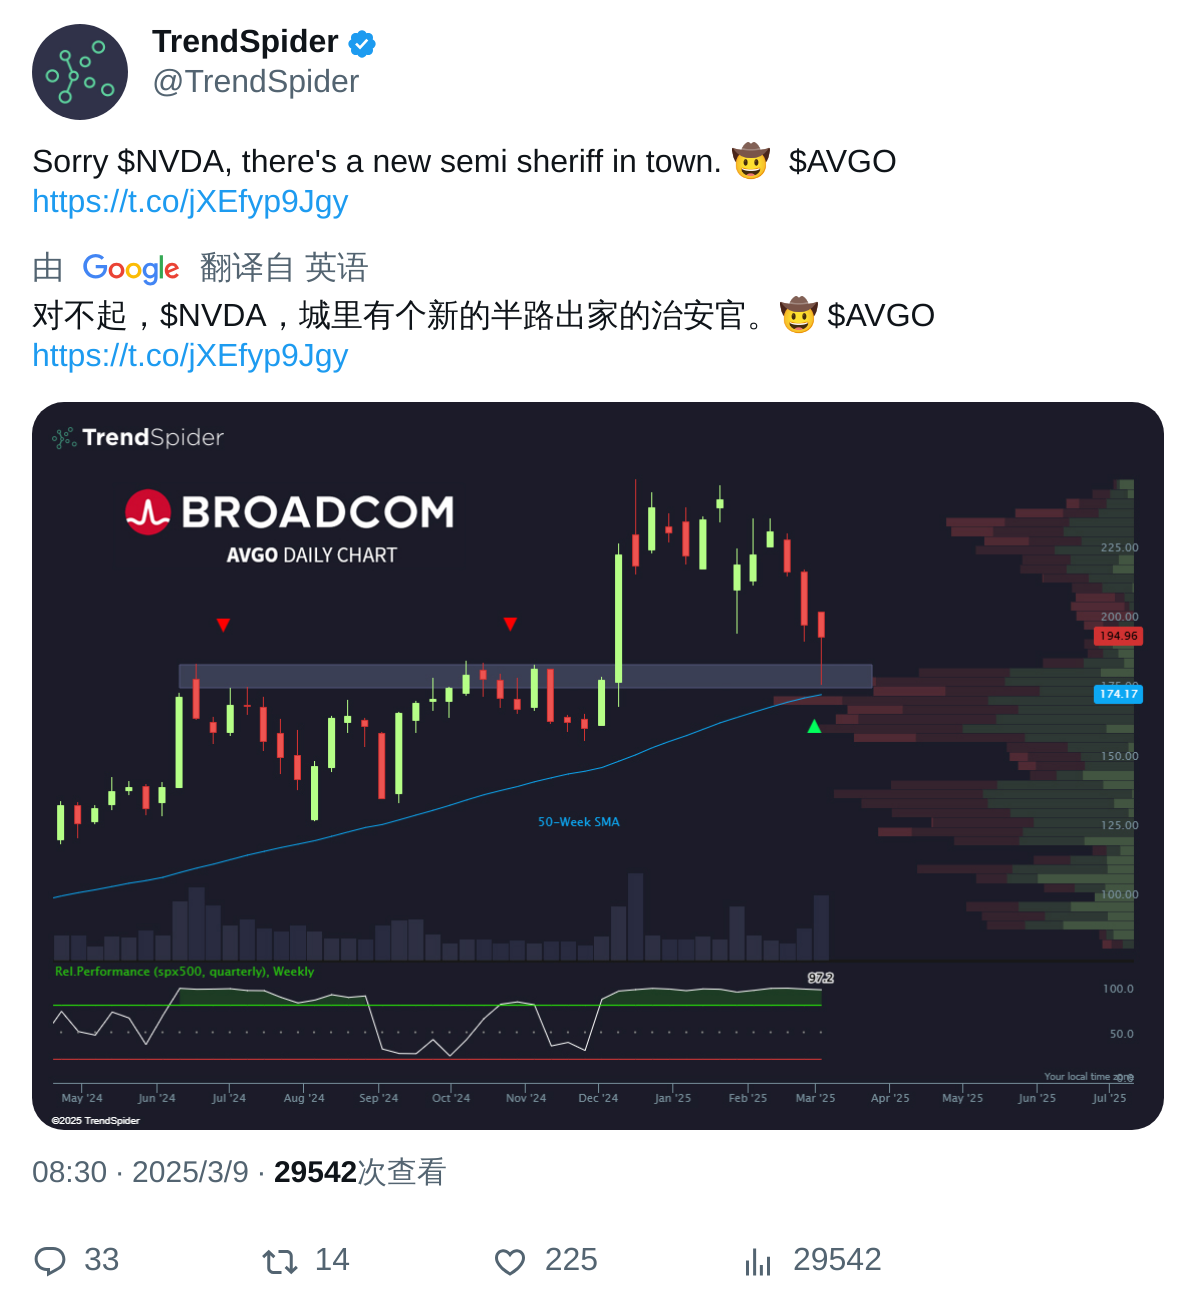 TrendSpider
@TrendSpider
Sorry $NVDA, there's a new semi sheriff in town. 🤠 $AVGO
https://t.co/jXEfyp9Jgy
由 Google 翻译自 英语
对不起，$NVDA，城里有个新的半路出家的治安官。🤠 $AVGO
https://t.co/jXEfyp9Jgy
TrendSpider
BROADCOM
AVGO DAILY CHART
225.00
200.00
194.96
175.00
174.17
150.00
50-Week SMA
125.00
100.00
Rel.Performance (spx500, quarterly), Weekly
97.2
100.0
50.0
Your local time zone
0.0
May '24 Jun '24 Jul '24 Aug '24 Sep '24 Oct '24 Nov '24 Dec '24 Jan '25 Feb '25 Mar '25 Apr '25 May '25 Jun '25 Jul '25
©2025 TrendSpider
08:30 · 2025/3/9 · 29542次查看
33 14 225 29542